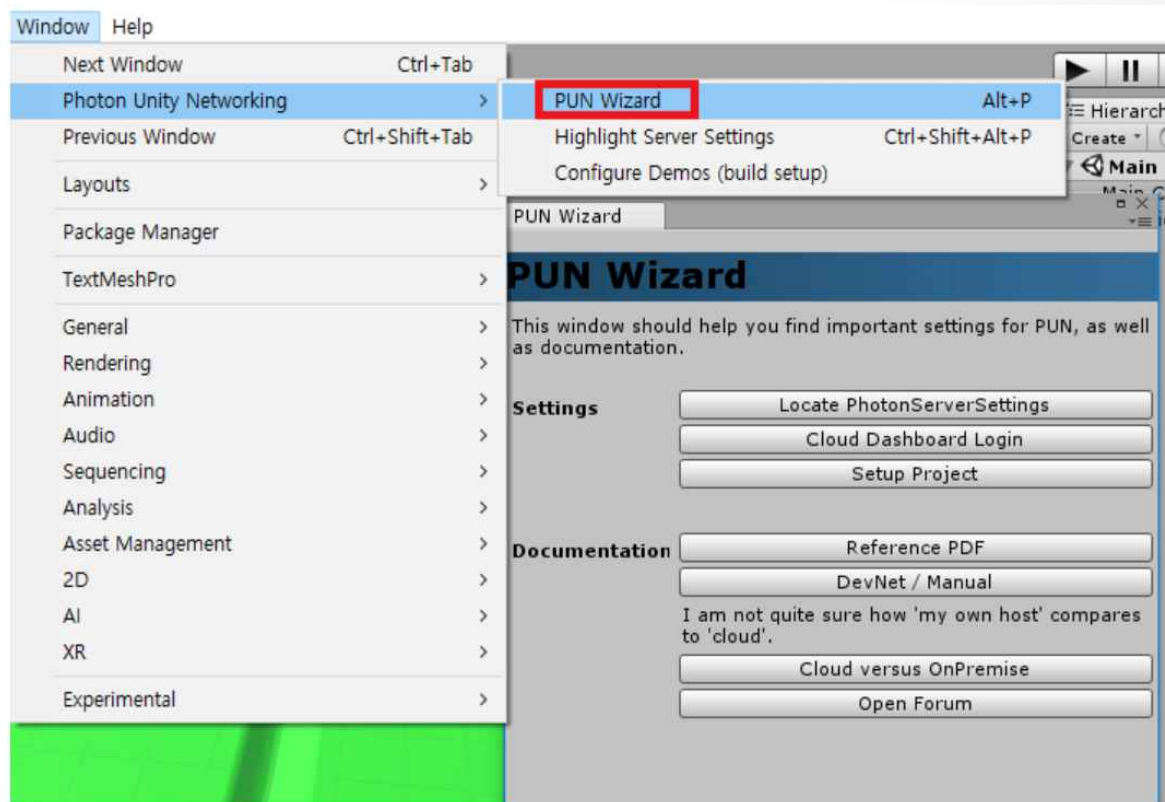 Window Help
Next Window Ctrl+Tab
Photon Unity Networking >
Previous Window Ctrl+Shift+Tab
Layouts >
Package Manager
TextMeshPro >
General >
Rendering >
Animation >
Audio >
Sequencing >
Analysis >
Asset Management >
2D >
AI >
XR >
Experimental >
PUN Wizard Alt+P
Highlight Server Settings Ctrl+Shift+Alt+P
Configure Demos (build setup)
Hierarch
Create
Main
PUN Wizard
PUN Wizard
This window should help you find important settings for PUN, as well
as documentation.
Settings
Locate PhotonServerSettings
Cloud Dashboard Login
Setup Project
Documentation
Reference PDF
DevNet / Manual
I am not quite sure how 'my own host' compares
to 'cloud'.
Cloud versus OnPremise
Open Forum